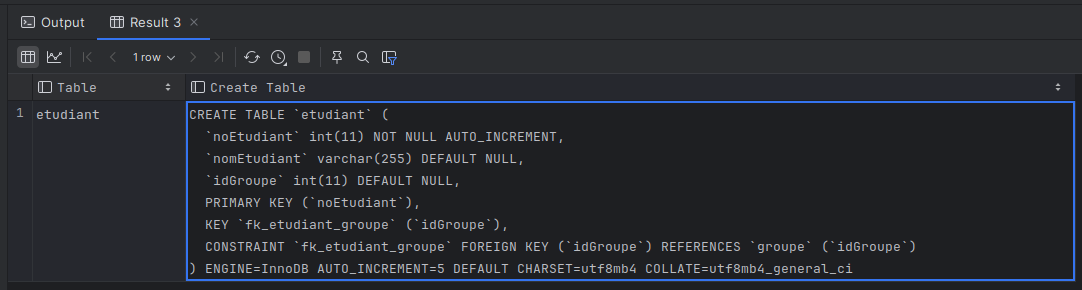 Output
Result 3
1 row
Table
Create Table
1
etudiant
CREATE TABLE `etudiant` (
  `noEtudiant` int(11) NOT NULL AUTO_INCREMENT,
  `nomEtudiant` varchar(255) DEFAULT NULL,
  `idGroupe` int(11) DEFAULT NULL,
  PRIMARY KEY (`noEtudiant`),
  KEY `fk_etudiant_groupe` (`idGroupe`),
  CONSTRAINT `fk_etudiant_groupe` FOREIGN KEY (`idGroupe`) REFERENCES `groupe` (`idGroupe`)
) ENGINE=InnoDB AUTO_INCREMENT=5 DEFAULT CHARSET=utf8mb4 COLLATE=utf8mb4_general_ci